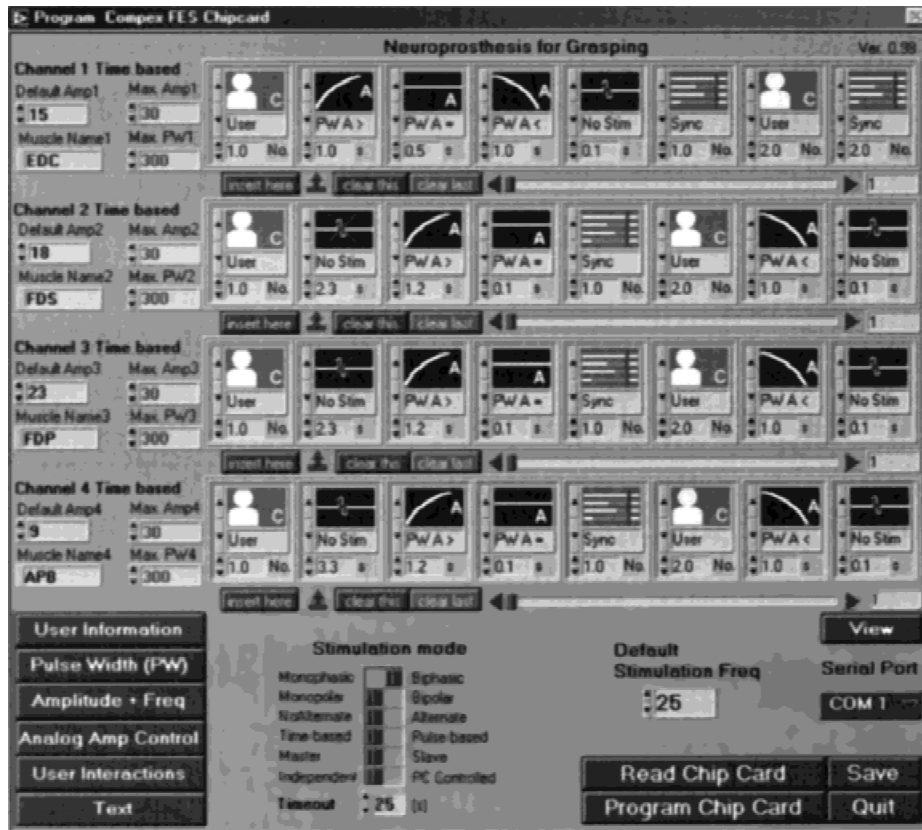 Program Compex FES Chipcard
Neuroprosthesis for Grasping
Ver. 0.98
Channel 1 Time based
Default Amp1 Max. Amp1
15 30
Muscle Name1 Max. PW1
EDC 300
User PW A > PW A = PW A < No Stim Sync User Sync
1.0 No. 1.0 s 0.5 s 1.0 s 0.1 s 1.0 No. 2.0 No. 2.0 No.
insert here clear this clear last 1
Channel 2 Time based
Default Amp2 Max. Amp2
18 30
Muscle Name2 Max. PW2
FDS 300
User No Stim PW A > PW A = Sync User PW A < No Stim
1.0 No. 2.3 s 1.2 s 0.1 s 1.0 No. 2.0 No. 1.0 s 0.1 s
insert here clear this clear last 1
Channel 3 Time based
Default Amp3 Max. Amp3
23 30
Muscle Name3 Max. PW3
FDP 300
User No Stim PW A > PW A = Sync User PW A < No Stim
1.0 No. 2.3 s 1.2 s 0.1 s 1.0 No. 2.0 No. 1.0 s 0.1 s
insert here clear this clear last 1
Channel 4 Time based
Default Amp4 Max. Amp4
9 30
Muscle Name4 Max. PW4
APB 300
User No Stim PW A > PW A = Sync User PW A < No Stim
1.0 No. 3.3 s 1.2 s 0.1 s 1.0 No. 2.0 No. 1.0 s 0.1 s
insert here clear this clear last 1
User Information
Pulse Width (PW)
Amplitude + Freq
Analog Amp Control
User Interactions
Text
Stimulation mode
Monophasic Biphasic
Monopolar Bipolar
NoAlternate Alternate
Time-based Pulse based
Master Slave
Independent PC Controlled
Timeout 25 [s]
Default
Stimulation Freq
25
View
Serial Port
COM 1
Read Chip Card Save
Program Chip Card Quit